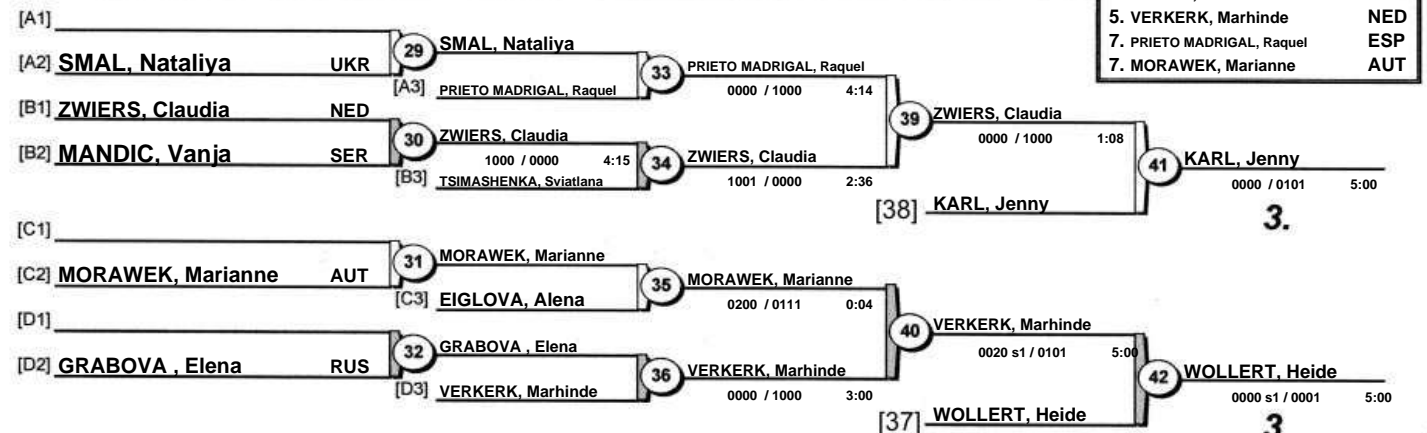 5. VERKERK, Marhinde NED
7. PRIETO MADRIGAL, Raquel ESP
7. MORAWEK, Marianne AUT
[A1]
[A2] SMAL, Nataliya UKR
29
SMAL, Nataliya
[A3] PRIETO MADRIGAL, Raquel
33
PRIETO MADRIGAL, Raquel
0000 / 1000 4:14
[B1] ZWIERS, Claudia NED
[B2] MANDIC, Vanja SER
30
ZWIERS, Claudia
1000 / 0000 4:15
[B3] TSIMASHENKA, Sviatlana
34
ZWIERS, Claudia
1001 / 0000 2:36
39
ZWIERS, Claudia
0000 / 1000 1:08
[38] KARL, Jenny
41
KARL, Jenny
0000 / 0101 5:00
3.
[C1]
[C2] MORAWEK, Marianne AUT
31
MORAWEK, Marianne
[C3] EIGLOVA, Alena
35
MORAWEK, Marianne
0200 / 0111 0:04
[D1]
[D2] GRABOVA , Elena RUS
32
GRABOVA , Elena
[D3] VERKERK, Marhinde
36
VERKERK, Marhinde
0000 / 1000 3:00
40
VERKERK, Marhinde
0020 s1 / 0101 5:00
[37] WOLLERT, Heide
42
WOLLERT, Heide
0000 s1 / 0001 5:00
3